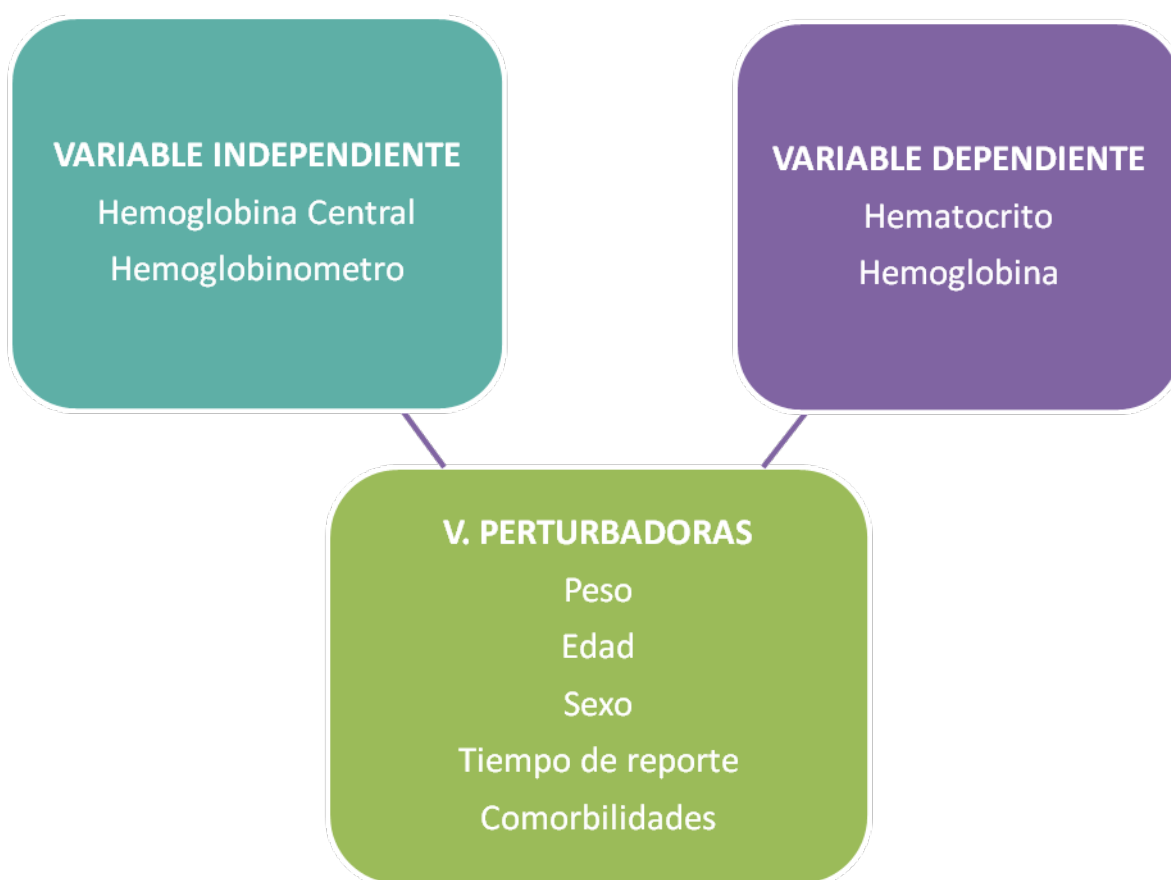 VARIABLE INDEPENDIENTE
Hemoglobina Central
Hemoglobinometro
VARIABLE DEPENDIENTE
Hematocrito
Hemoglobina
V. PERTURBADORAS
Peso
Edad
Sexo
Tiempo de reporte
Comorbilidades